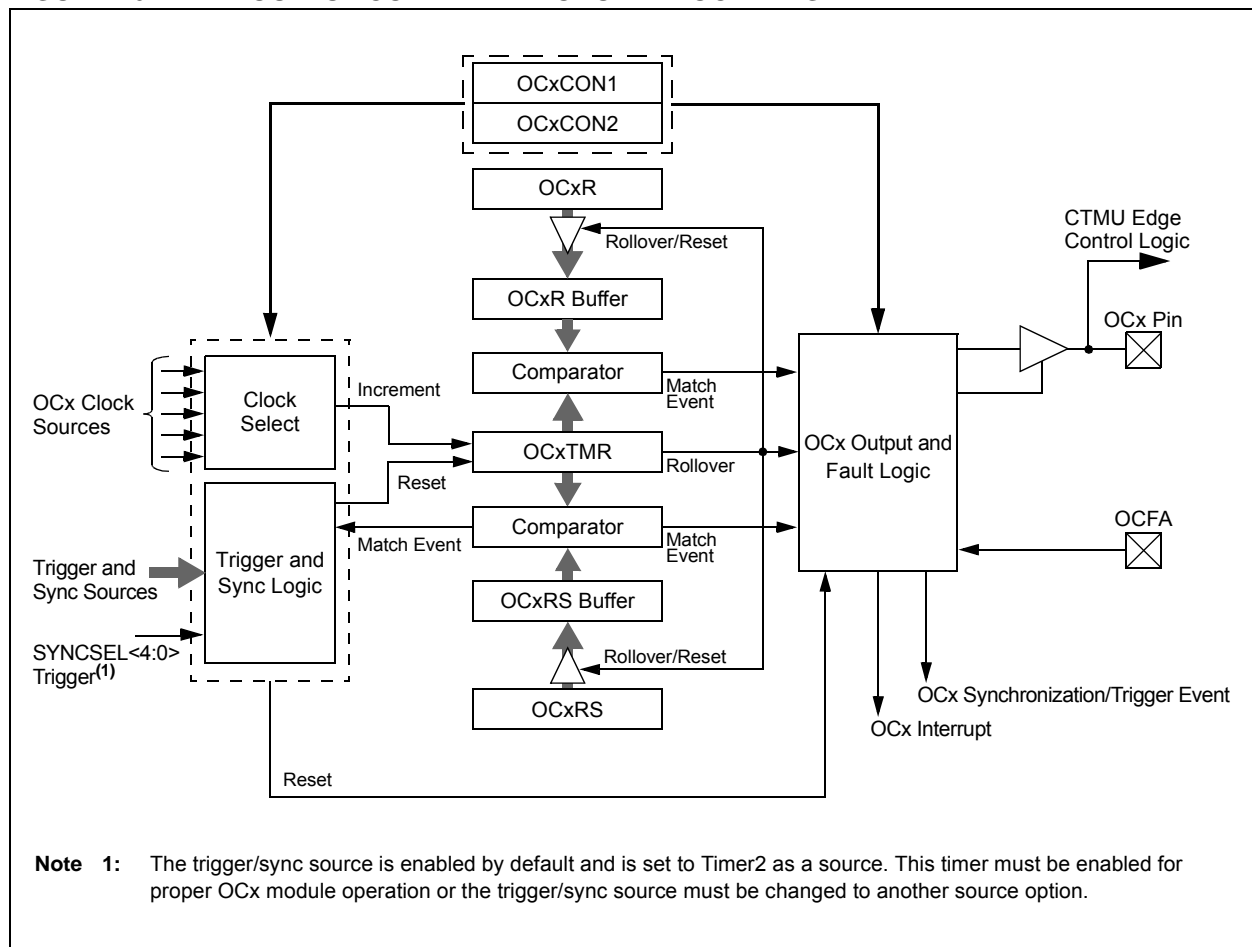 OCxCON1
OCxCON2
OCxR
Rollover/Reset
CTMU Edge
Control Logic
OCxR Buffer
OCx Pin
Comparator
Match
Event
Clock
Select
Increment
OCx Clock
Sources
OCxTMR
Rollover
OCx Output and
Fault Logic
Reset
Comparator
Match Event
Match
Event
OCFA
Trigger and
Sync Logic
Trigger and
Sync Sources
OCxRS Buffer
SYNCSEL<4:0>
Trigger(1)
Rollover/Reset
OCxRS
OCx Synchronization/Trigger Event
OCx Interrupt
Reset
Note 1: The trigger/sync source is enabled by default and is set to Timer2 as a source. This timer must be enabled for
proper OCx module operation or the trigger/sync source must be changed to another source option.